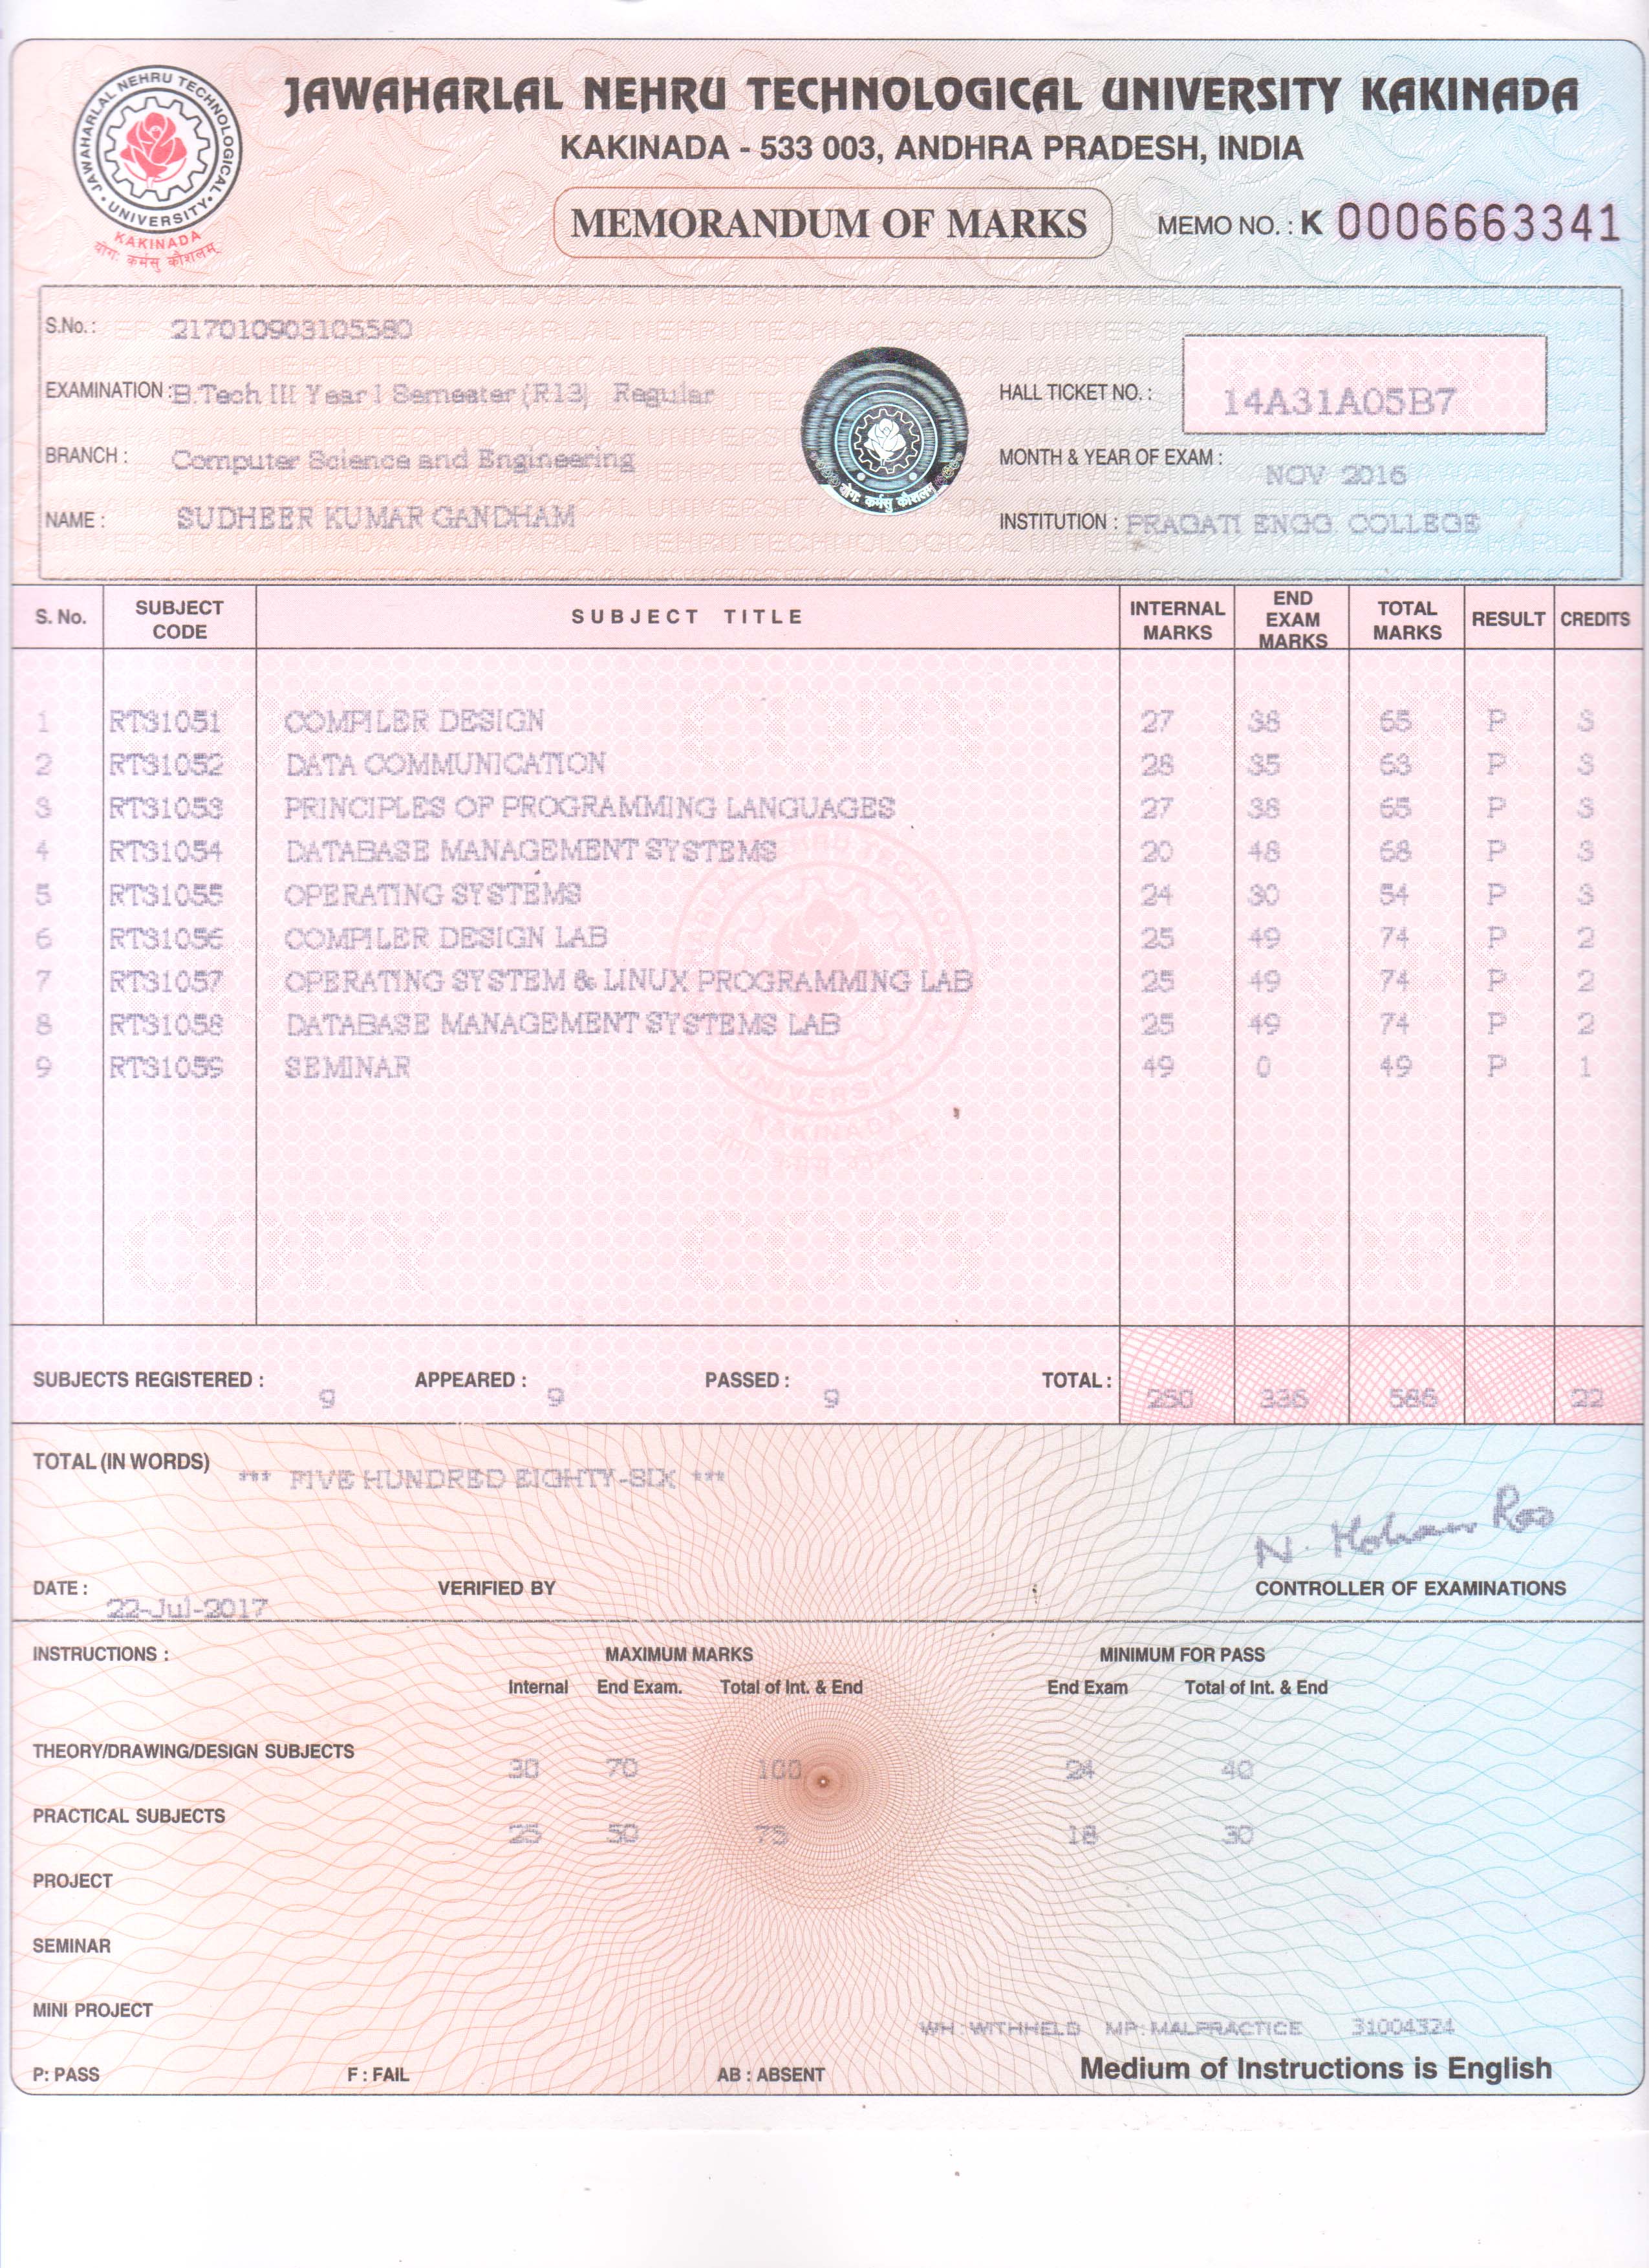 JAWAHARLAL NEHRU TECHNOLOGICAL UNIVERSITY KAKINADA
KAKINADA - 533 003, ANDHRA PRADESH, INDIA
JAWAHARLAL NEHRU TECHNOLOGICAL UNIVERSITY
KAKINADA
योगः कर्मसु कौशलम्
MEMORANDUM OF MARKS MEMO NO. : K 0006663341
S.No. : 217010903105580
EXAMINATION : B.Tech III Year I Semester (R13) Regular HALL TICKET NO. : 14A31A05B7
BRANCH : Computer Science and Engineering MONTH & YEAR OF EXAM : NOV 2016
NAME : SUDHEER KUMAR GANDHAM INSTITUTION : PRAGATI ENGG. COLLEGE
योगः कर्मसु कौशलम्
S. No. SUBJECT CODE SUBJECT TITLE INTERNAL MARKS END EXAM MARKS TOTAL MARKS RESULT CREDITS
1 RT31051 COMPILER DESIGN 27 38 65 P 3
2 RT31052 DATA COMMUNICATION 28 35 63 P 3
3 RT31053 PRINCIPLES OF PROGRAMMING LANGUAGES 27 38 65 P 3
4 RT31054 DATABASE MANAGEMENT SYSTEMS 20 48 68 P 3
5 RT31055 OPERATING SYSTEMS 24 30 54 P 3
6 RT31056 COMPILER DESIGN LAB 25 49 74 P 2
7 RT31057 OPERATING SYSTEM & LINUX PROGRAMMING LAB 25 49 74 P 2
8 RT31058 DATABASE MANAGEMENT SYSTEMS LAB 25 49 74 P 2
9 RT31059 SEMINAR 49 0 49 P 1
COPY COPY COPY
SUBJECTS REGISTERED : 9 APPEARED : 9 PASSED : 9 TOTAL : 250 336 586 22
TOTAL (IN WORDS) *** FIVE HUNDRED EIGHTY-SIX ***
N. Mohan Rao
DATE : 22-Jul-2017 VERIFIED BY CONTROLLER OF EXAMINATIONS
INSTRUCTIONS : MAXIMUM MARKS MINIMUM FOR PASS
Internal End Exam. Total of Int. & End End Exam Total of Int. & End
THEORY/DRAWING/DESIGN SUBJECTS 30 70 100 24 40
PRACTICAL SUBJECTS 25 50 75 18 30
PROJECT
SEMINAR
MINI PROJECT
WH : WITHHELD MP: MALPRACTICE 31004324
P: PASS F : FAIL AB : ABSENT Medium of Instructions is English